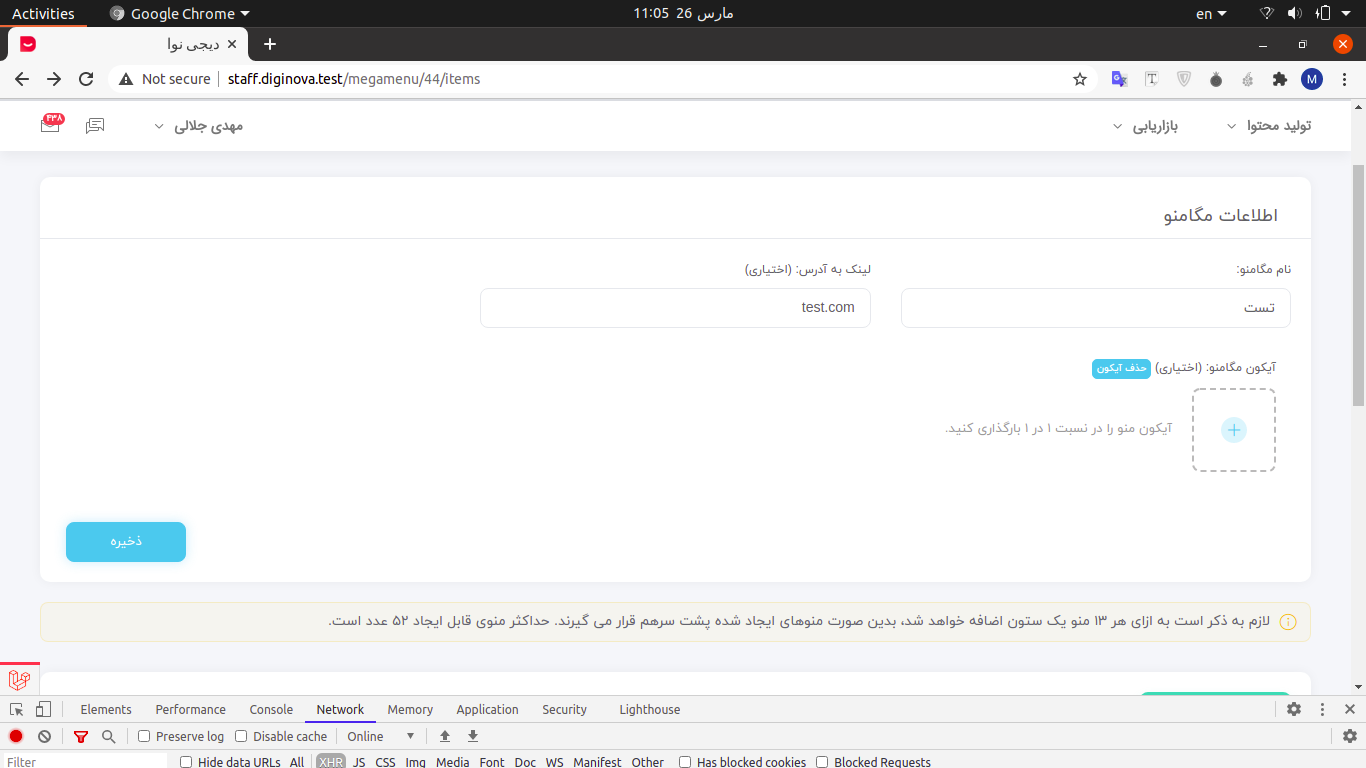 Activities
Google Chrome
مارس 26 11:05
en
دیجی نوا
Not secure
staff.diginova.test/megamenu/44/items
M
تولید محتوا
بازاریابی
مهدی جلالی
۴۳۸
اطلاعات مگامنو
نام مگامنو:
لینک به آدرس: (اختیاری)
تست
test.com
آیکون مگامنو: (اختیاری)
حذف آیکون
آیکون منو را در نسبت ۱ در ۱ بارگذاری کنید.
ذخیره
لازم به ذکر است به ازای هر ۱۳ منو یک ستون اضافه خواهد شد، بدین صورت منوهای ایجاد شده پشت سرهم قرار می گیرند. حداکثر منوی قابل ایجاد ۵۲ عدد است.
Elements Performance Console Network Memory Application Security Lighthouse
Preserve log Disable cache Online
Filter Hide data URLs All XHR JS CSS Img Media Font Doc WS Manifest Other Has blocked cookies Blocked Requests